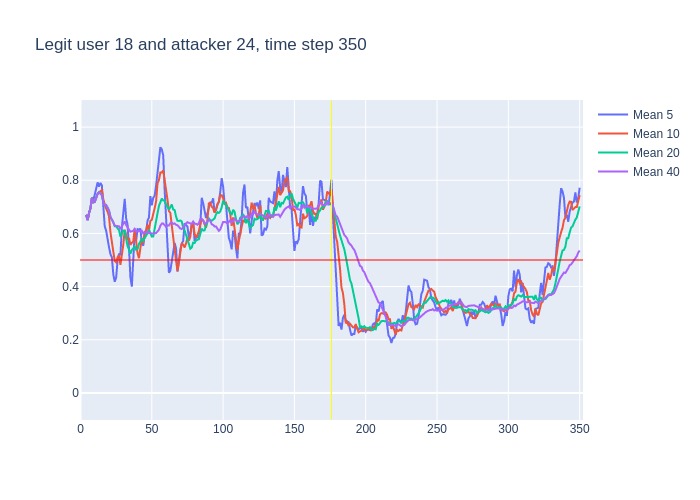 Legit user 18 and attacker 24, time step 350
Mean 5
Mean 10
Mean 20
Mean 40
1
0.8
0.6
0.4
0.2
0
0 50 100 150 200 250 300 350